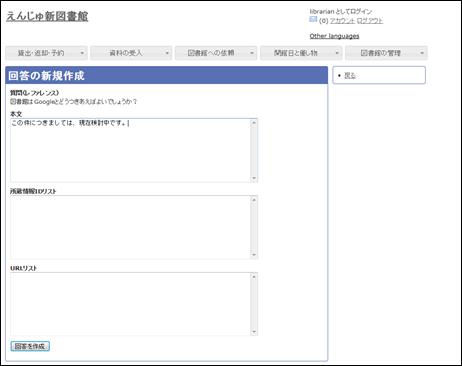 えんじゅ新図書館
librarian としてログイン
(0) アカウント ログアウト
Other languages
貸出・返却・予約
資料の受入
図書館への依頼
開館日と催し物
図書館の管理
回答の新規作成
戻る
質問(レファレンス)
図書館はGoogleとどうつきあえばよいでしょうか？
本文
この件につきましては、現在検討中です。
所蔵情報IDリスト
URLリスト
回答を作成